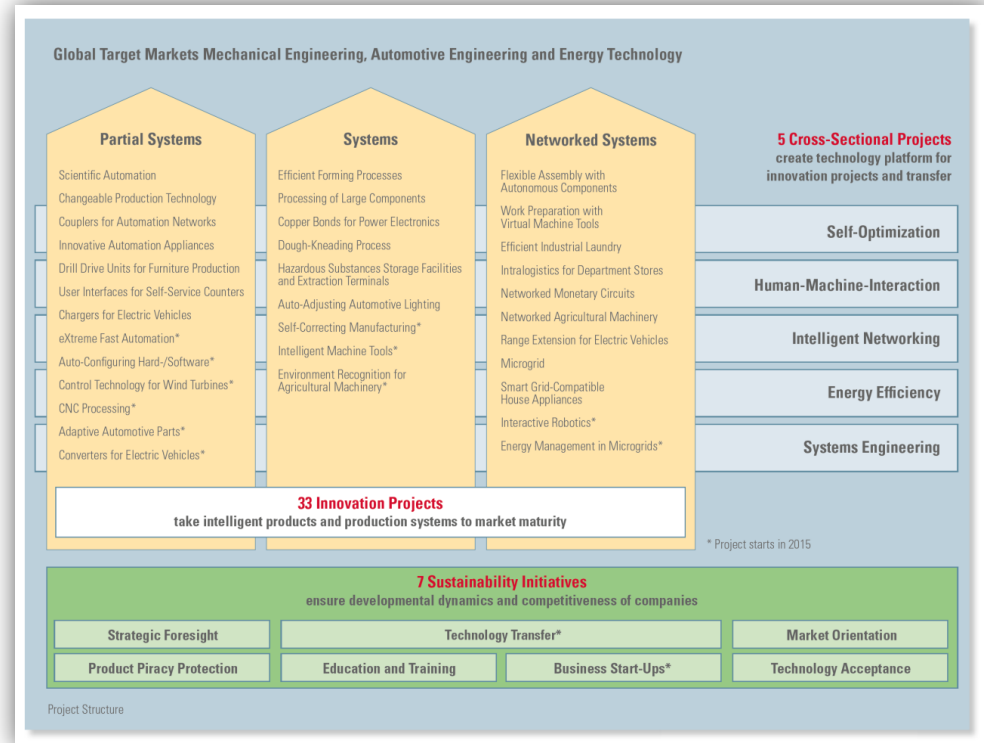 Global Target Markets Mechanical Engineering, Automotive Engineering and Energy Technology
Partial Systems
Scientific Automation
Changeable Production Technology
Couplers for Automation Networks
Innovative Automation Appliances
Drill Drive Units for Furniture Production
User Interfaces for Self-Service Counters
Chargers for Electric Vehicles
eXtreme Fast Automation*
Auto-Configuring Hard-/Software*
Control Technology for Wind Turbines*
CNC Processing*
Adaptive Automotive Parts*
Converters for Electric Vehicles*
Systems
Efficient Forming Processes
Processing of Large Components
Copper Bonds for Power Electronics
Dough-Kneading Process
Hazardous Substances Storage Facilities
and Extraction Terminals
Auto-Adjusting Automotive Lighting
Self-Correcting Manufacturing*
Intelligent Machine Tools*
Environment Recognition for
Agricultural Machinery*
Networked Systems
Flexible Assembly with
Autonomous Components
Work Preparation with
Virtual Machine Tools
Efficient Industrial Laundry
Intralogistics for Department Stores
Networked Monetary Circuits
Networked Agricultural Machinery
Range Extension for Electric Vehicles
Microgrid
Smart Grid-Compatible
House Appliances
Interactive Robotics*
Energy Management in Microgrids*
5 Cross-Sectional Projects
create technology platform for
innovation projects and transfer
Self-Optimization
Human-Machine-Interaction
Intelligent Networking
Energy Efficiency
Systems Engineering
33 Innovation Projects
take intelligent products and production systems to market maturity
* Project starts in 2015
7 Sustainability Initiatives
ensure developmental dynamics and competitiveness of companies
Strategic Foresight
Technology Transfer*
Market Orientation
Product Piracy Protection
Education and Training
Business Start-Ups*
Technology Acceptance
Project Structure